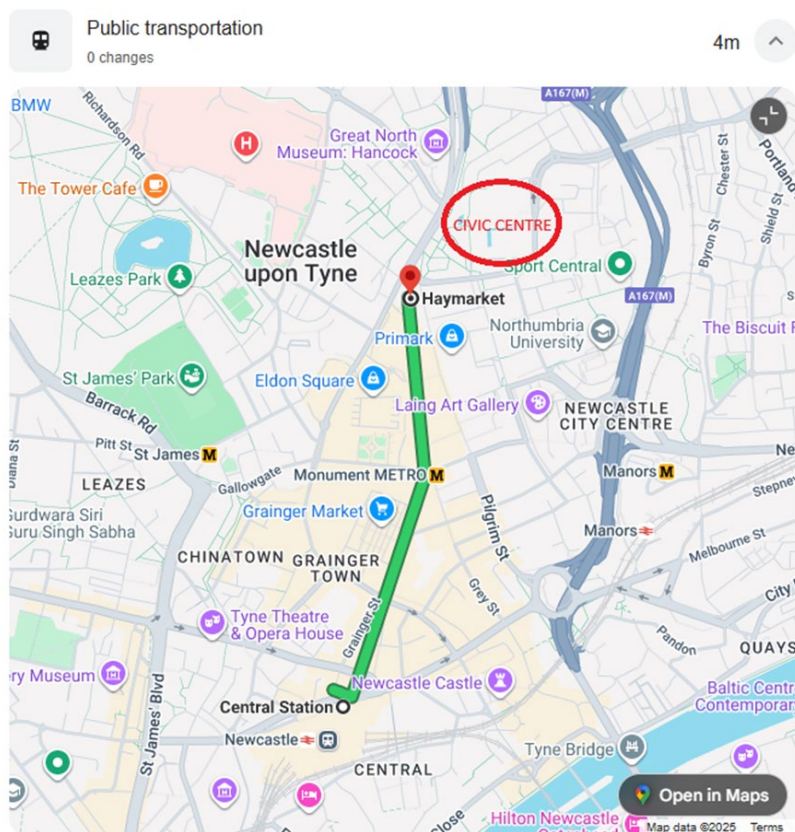 Public transportation
0 changes
4m
A167(M)
BMW
Richardson Rd
H
Great North
Museum: Hancock
Chester St
Portland
The Tower Cafe
Byron St
Shield St
CIVIC CENTRE
Newcastle
upon Tyne
Leazes Park
Sport Central
Haymarket
A167(M)
Primark
Northumbria
University
The Biscuit F
St James' Park
Eldon Square
Laing Art Gallery
Barrack Rd
NEWCASTLE
CITY CENTRE
Diana St
Pitt St
St James M
LEAZES
Gallowgate
Monument METRO M
Manors M
Ne
Stepney
Grainger Market
Pilgrim St
Gurdwara Siri
Guru Singh Sabha
Manors
Melbourne St
CHINATOWN
GRAINGER
TOWN
Grey St
City
Tyne Theatre
& Opera House
Grainger St
Pandon
QUAYS
ery Museum
Newcastle Castle
Baltic Centr
Contemporar
St James' Blvd
Central Station
Newcastle
Tyne Bridge
CENTRAL
Open in Maps
Close
Hilton Newcastle
Map data ©2025
Terms